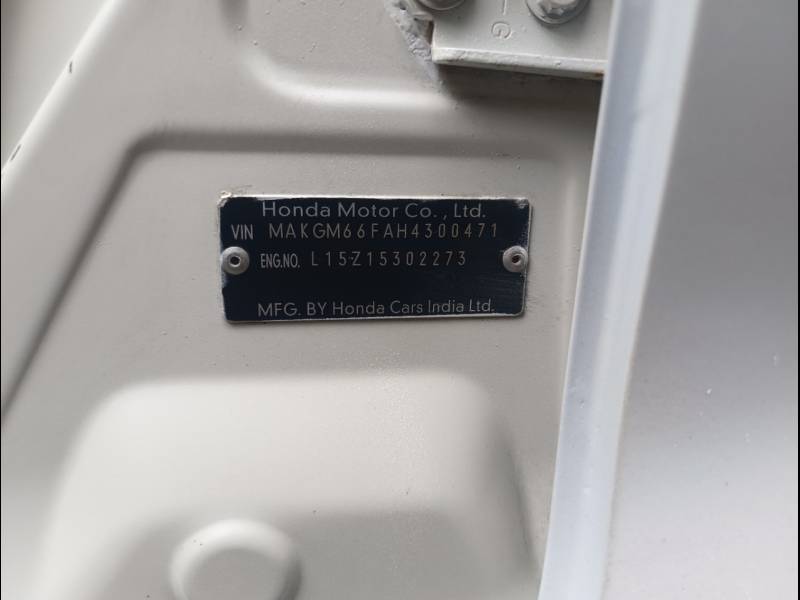 G
Honda Motor Co., Ltd.
VIN MAKGM66FAH4300471
ENG.NO. L15Z15302273
MFG. BY Honda Cars India Ltd.